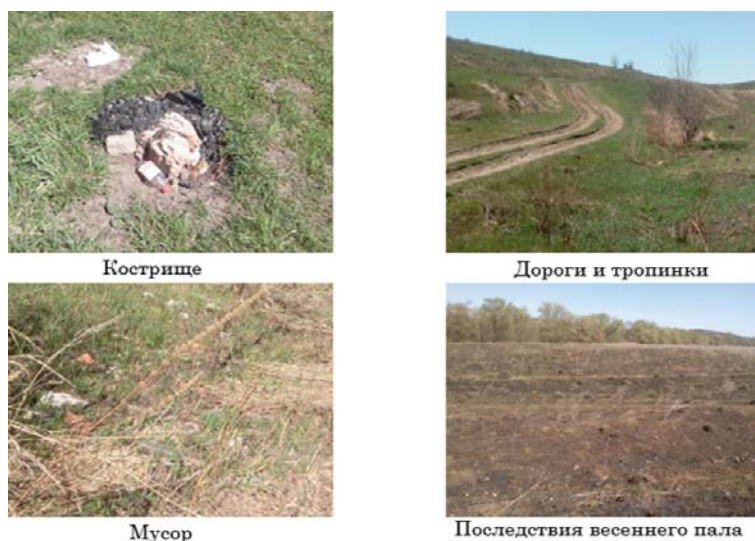 Кострище
Дороги и тропинки
Мусор
Последствия весеннего пала